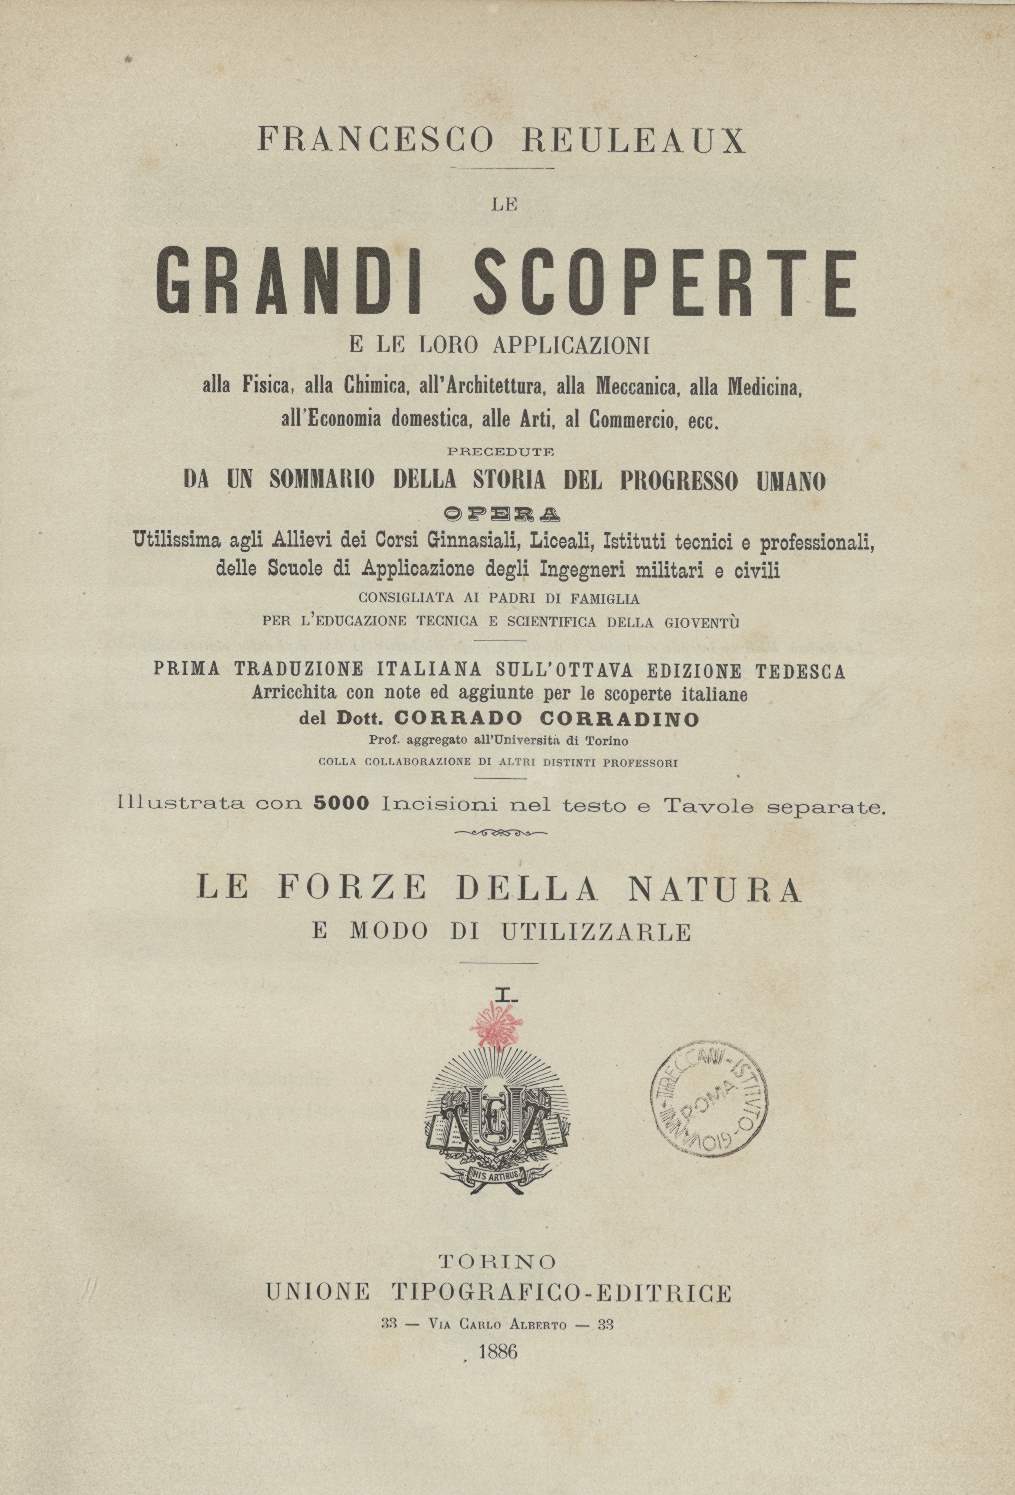 FRANCESCO REULEAUX
LE
GRANDI SCOPERTE
E LE LORO APPLICAZIONI
alla Fisica, alla Chimica, all'Architettura, alla Meccanica, alla Medicina,
all'Economia domestica, alle Arti, al Commercio, ecc.
PRECEDUTE
DA UN SOMMARIO DELLA STORIA DEL PROGRESSO UMANO
OPERA
Utilissima agli Allievi dei Corsi Ginnasiali, Liceali, Istituti tecnici e professionali,
delle Scuole di Applicazione degli Ingegneri militari e civili
CONSIGLIATA AI PADRI DI FAMIGLIA
PER L'EDUCAZIONE TECNICA E SCIENTIFICA DELLA GIOVENTÙ
PRIMA TRADUZIONE ITALIANA SULL'OTTAVA EDIZIONE TEDESCA
Arricchita con note ed aggiunte per le scoperte italiane
del Dott. CORRADO CORRADINO
Prof. aggregato all'Università di Torino
COLLA COLLABORAZIONE DI ALTRI DISTINTI PROFESSORI
Illustrata con 5000 Incisioni nel testo e Tavole separate.
LE FORZE DELLA NATURA
E MODO DI UTILIZZARLE
I.
HIS ARTIBUS
ISTITVTO GIOVANNI TRECCANI
ROMA
TORINO
UNIONE TIPOGRAFICO-EDITRICE
33 — VIA CARLO ALBERTO — 33
1886